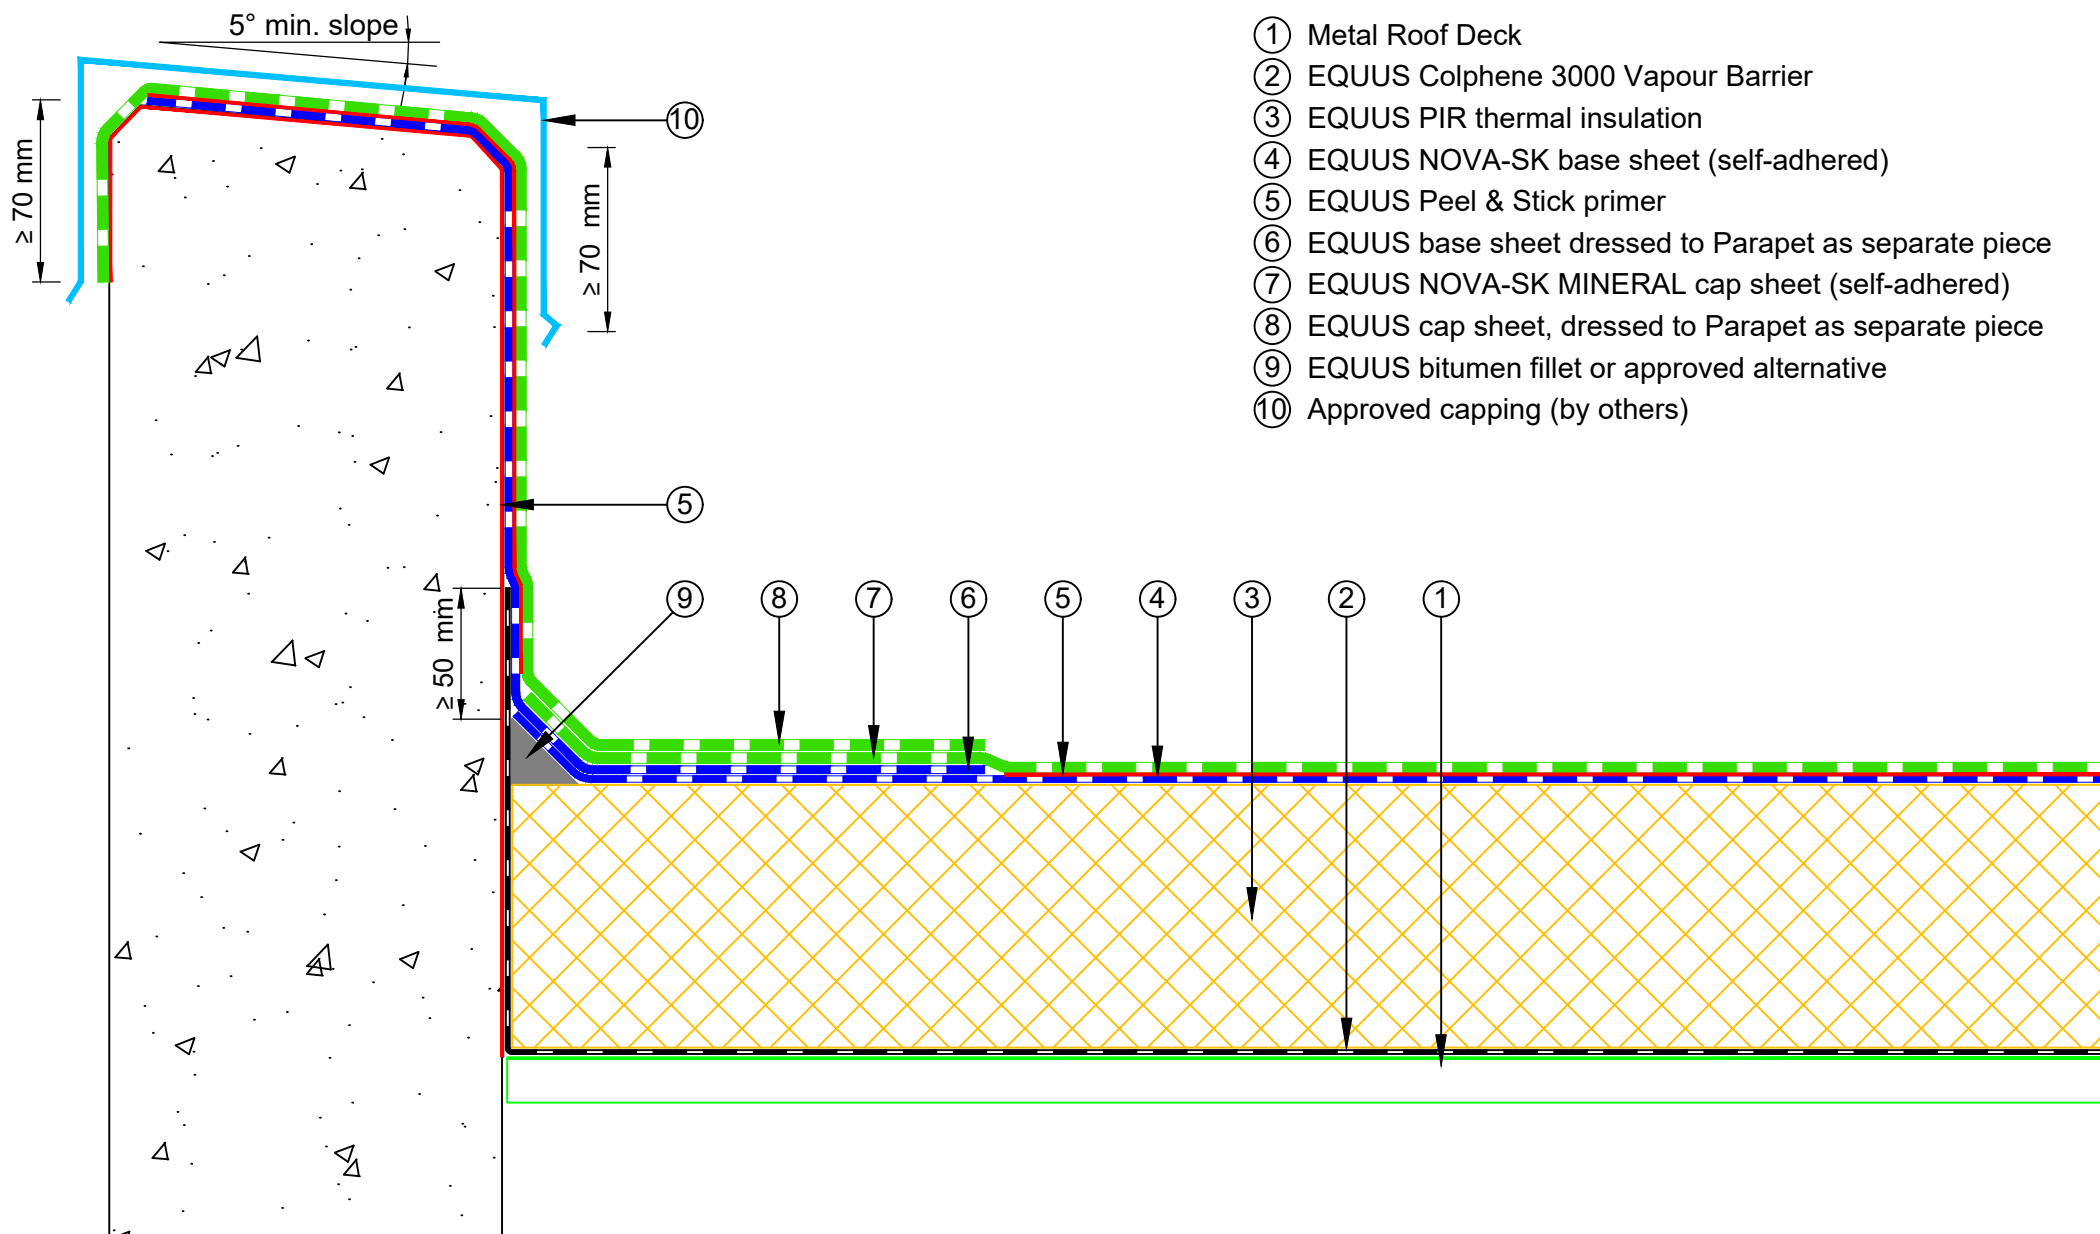 5° min. slope
① Metal Roof Deck
② EQUUS Colphene 3000 Vapour Barrier
③ EQUUS PIR thermal insulation
④ EQUUS NOVA-SK base sheet (self-adhered)
⑤ EQUUS Peel & Stick primer
⑥ EQUUS base sheet dressed to Parapet as separate piece
⑦ EQUUS NOVA-SK MINERAL cap sheet (self-adhered)
⑧ EQUUS cap sheet, dressed to Parapet as separate piece
⑨ EQUUS bitumen fillet or approved alternative
⑩ Approved capping (by others)
⑩
≥ 70 mm
≥ 70 mm
⑤
≥ 50 mm
⑨ ⑧ ⑦ ⑥ ⑤ ④ ③ ② ①